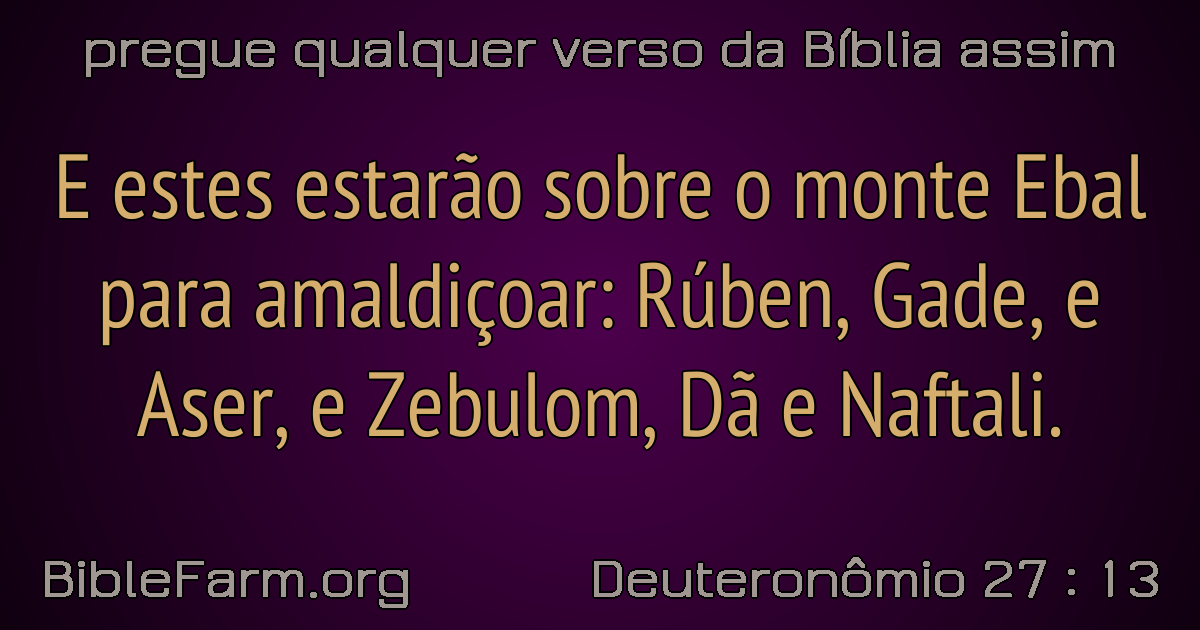 pregue qualquer verso da Bíblia assim
E estes estarão sobre o monte Ebal
para amaldiçoar: Rúben, Gade, e
Aser, e Zebulom, Dã e Naftali.
BibleFarm.org
Deuteronômio 27 : 13